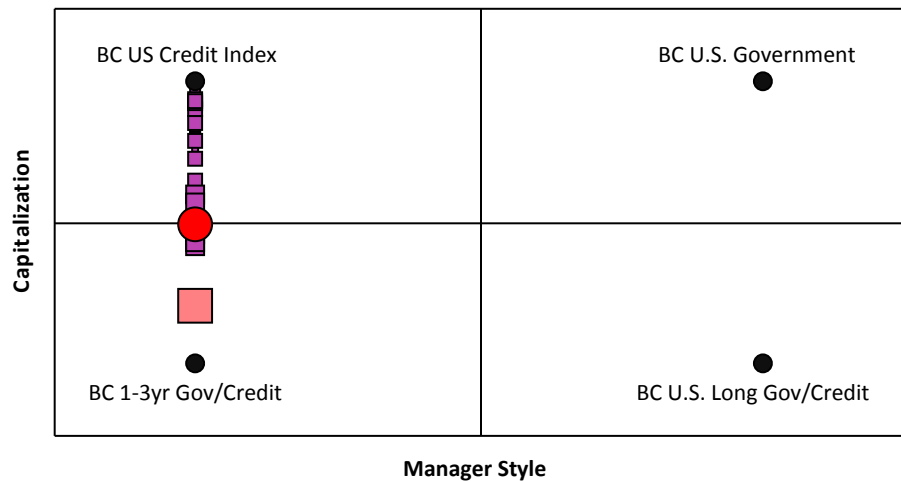 BC US Credit Index
BC U.S. Government
Capitalization
BC 1-3yr Gov/Credit
BC U.S. Long Gov/Credit
Manager Style